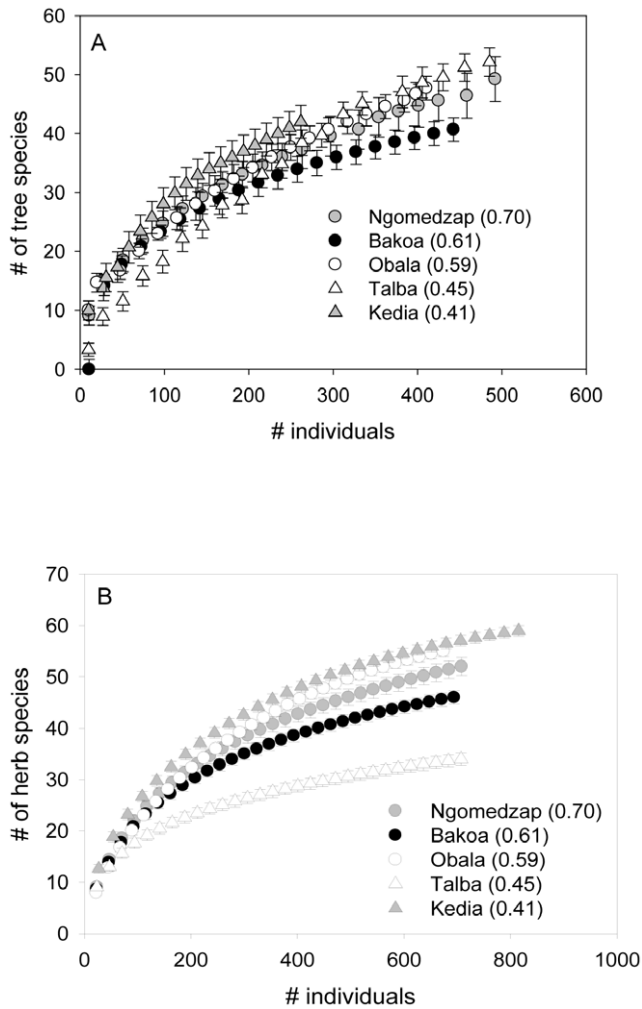 A
# of tree species
60
50
40
30
20
10
0
Ngomedzap (0.70)
Bakoa (0.61)
Obala (0.59)
Talba (0.45)
Kedia (0.41)
0 100 200 300 400 500 600
# individuals
B
# of herb species
70
60
50
40
30
20
10
0
Ngomedzap (0.70)
Bakoa (0.61)
Obala (0.59)
Talba (0.45)
Kedia (0.41)
0 200 400 600 800 1000
# individuals